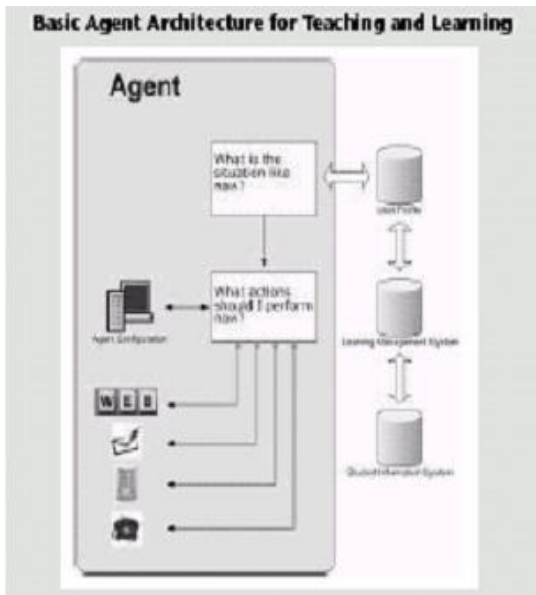 Basic Agent Architecture for Teaching and Learning
Agent
What is the
situation like
now?
User Profile
What actions
should I perform
now?
Agent Configuration
Learning Management System
W E B
Student Information System